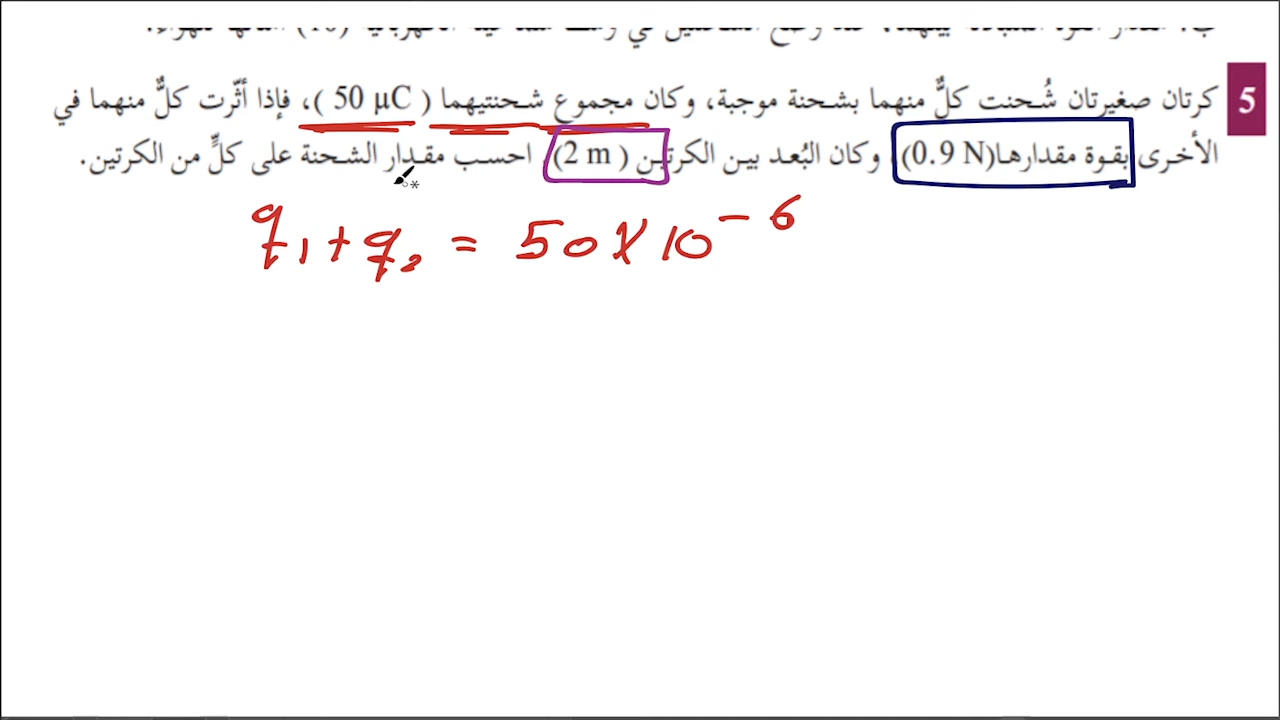 5 كرتان صغيرتان شُحنت كلٌّ منهما بشحنة موجبة، وكان مجموع شحنتيهما ( 50 µC )، فإذا أثّرت كلٌّ منهما في
الأخرى بقوة مقدارها (0.9 N)، وكان البُعد بين الكرتين ( 2 m)، احسب مقدار الشحنة على كلٍّ من الكرتين.
q₁ + q₂ = 50 × 10⁻⁶